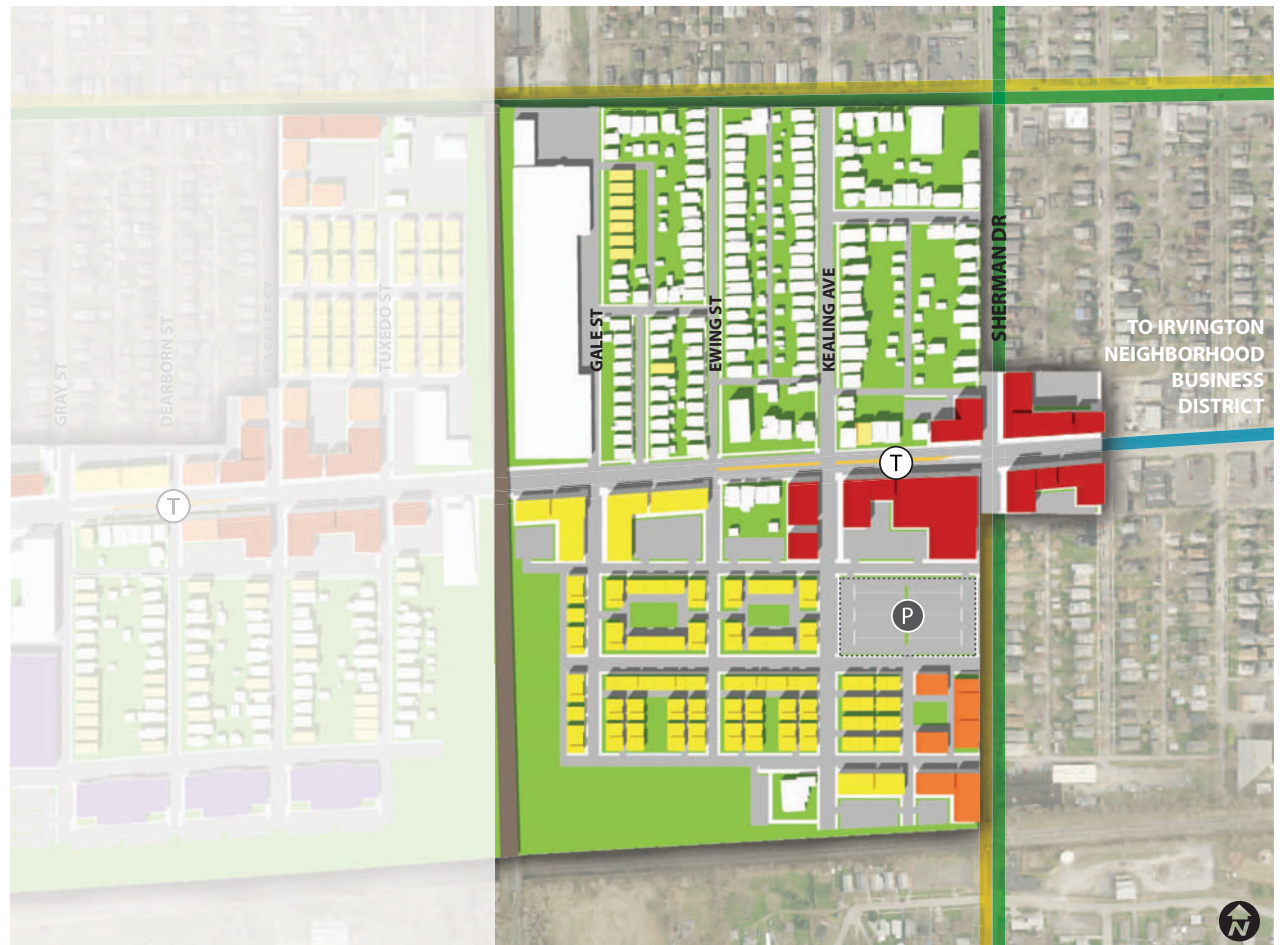 GRAY ST
DEARBORN ST
TUXEDO ST
GALE ST
EWING ST
KEALING AVE
SHERMAN DR
TO IRVINGTON
NEIGHBORHOOD
BUSINESS
DISTRICT
T
T
P
N